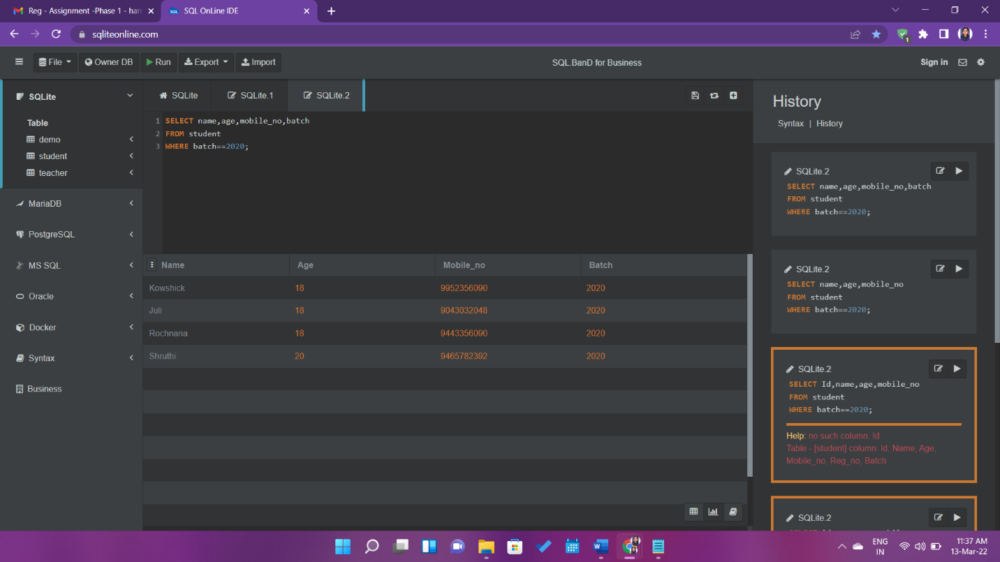 Reg - Assignment -Phase 1 - hari
SQL OnLine IDE
sqliteonline.com
1
File
Owner DB
Run
Export
Import
SQL.BanD for Business
Sign in
SQLite
Table
demo
student
teacher
MariaDB
PostgreSQL
MS SQL
Oracle
Docker
Syntax
Business
SQLite
SQLite.1
SQLite.2
1 SELECT name,age,mobile_no,batch
2 FROM student
3 WHERE batch==2020;
Name Age Mobile_no Batch
Kowshick 18 9952356090 2020
Juli 18 9043032048 2020
Rochnana 18 9443356090 2020
Shruthi 20 9465782392 2020
History
Syntax | History
SQLite.2
SELECT name,age,mobile_no,batch
FROM student
WHERE batch==2020;
SQLite.2
SELECT name,age,mobile_no
FROM student
WHERE batch==2020;
SQLite.2
SELECT Id,name,age,mobile_no
FROM student
WHERE batch==2020;
Help: no such column: Id
Table - [student] column: Id, Name, Age,
Mobile_no, Reg_no, Batch
SQLite.2
ENG
IN
11:37 AM
13-Mar-22